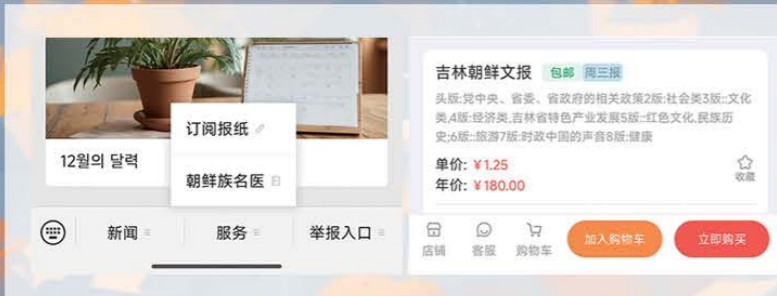 订阅报纸
朝鲜族名医
12월의 달력
新闻
服务
举报入口
吉林朝鲜文报 包邮 周三报
头版:党中央、省委、省政府的相关政策2版:社会类3版::文化
类,4版:经济类,吉林省特色产业发展5版::红色文化,民族历
史;6版::旅游7版:时政中国的声音8版:健康
单价: ¥1.25
收藏
年价: ¥180.00
店铺
客服
购物车
加入购物车
立即购买